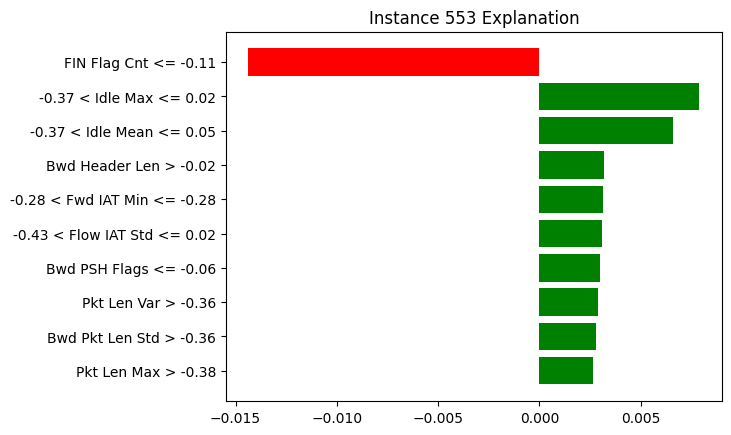 Instance 553 Explanation
FIN Flag Cnt <= -0.11
-0.37 < Idle Max <= 0.02
-0.37 < Idle Mean <= 0.05
Bwd Header Len > -0.02
-0.28 < Fwd IAT Min <= -0.28
-0.43 < Flow IAT Std <= 0.02
Bwd PSH Flags <= -0.06
Pkt Len Var > -0.36
Bwd Pkt Len Std > -0.36
Pkt Len Max > -0.38
−0.015 −0.010 −0.005 0.000 0.005